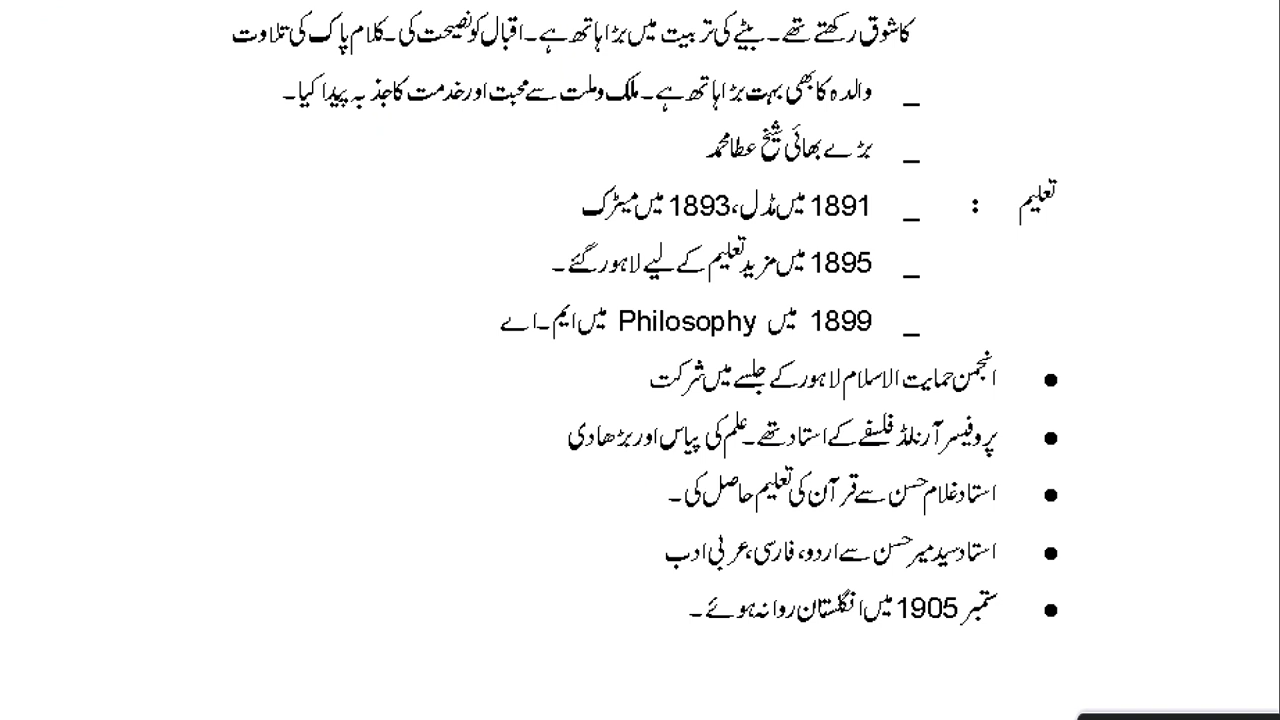 کا شوق رکھتے تھے۔ بیٹے کی تربیت میں بڑا ہاتھ ہے۔ اقبال کو نصیحت کی۔ کلام پاک کی تلاوت
_ والدہ کا بھی بہت بڑا ہاتھ ہے۔ ملک و ملت سے محبت اور خدمت کا جذبہ پیدا کیا۔
_ بڑے بھائی شیخ عطا محمد
تعلیم : _ 1891 میں مڈل، 1893 میں میٹرک
_ 1895 میں مزید تعلیم کے لیے لاہور گئے۔
_ 1899 میں Philosophy میں ایم۔اے
• انجمن حمایت الاسلام لاہور کے جلسے میں شرکت
• پروفیسر آرنلڈ فلسفے کے استاد تھے۔ علم کی پیاس اور بڑھا دی
• استاد غلام حسن سے قرآن کی تعلیم حاصل کی۔
• استاد سید میر حسن سے اردو، فارسی، عربی ادب
• ستمبر 1905 میں انگلستان روانہ ہوئے۔